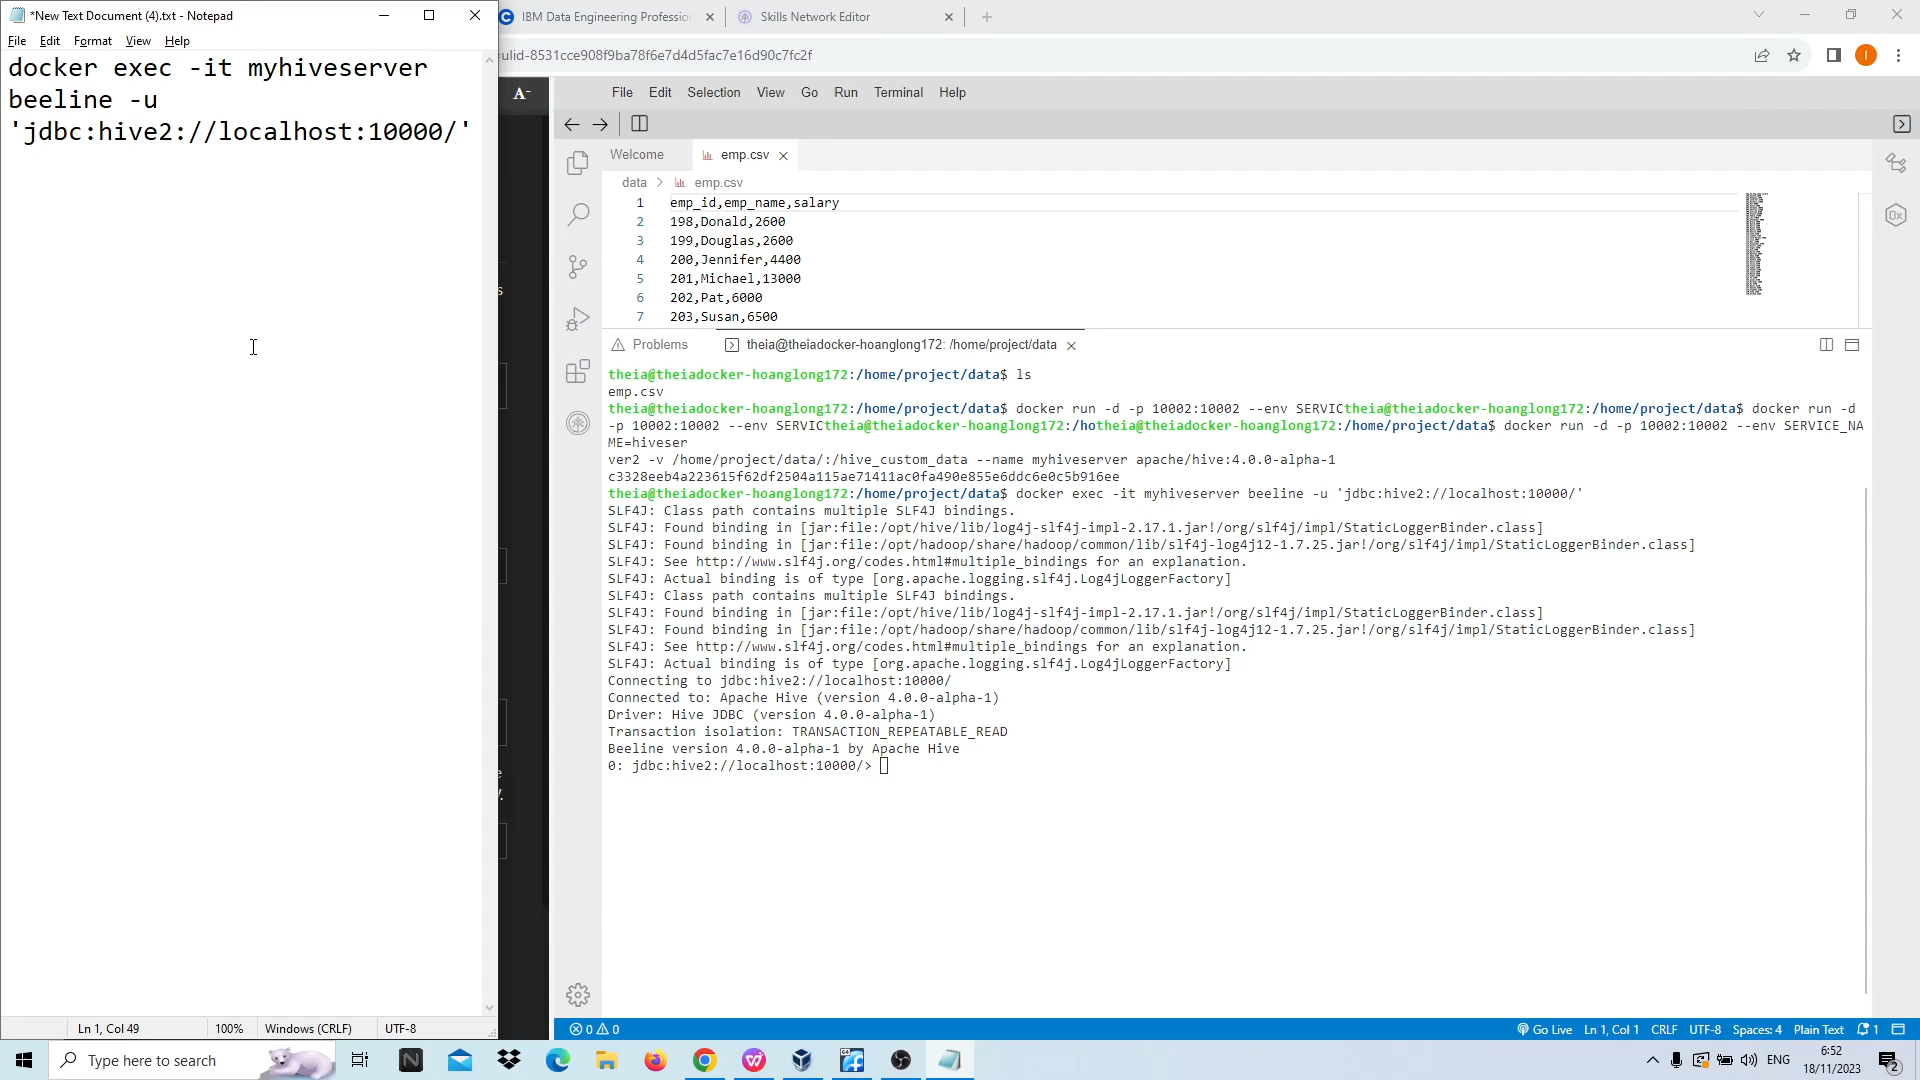 *New Text Document (4).txt - Notepad
File Edit Format View Help
docker exec -it myhiveserver
beeline -u
'jdbc:hive2://localhost:10000/'
Ln 1, Col 49 100% Windows (CRLF) UTF-8
IBM Data Engineering Profession
Skills Network Editor
ulid-8531cce908f9ba78f6e7d4d5fac7e16d90c7fc2f
A-
File Edit Selection View Go Run Terminal Help
Welcome
emp.csv
data > emp.csv
1 emp_id,emp_name,salary
2 198,Donald,2600
3 199,Douglas,2600
4 200,Jennifer,4400
5 201,Michael,13000
6 202,Pat,6000
7 203,Susan,6500
Problems
theia@theiadocker-hoanglong172: /home/project/data
theia@theiadocker-hoanglong172:/home/project/data$ ls
emp.csv
theia@theiadocker-hoanglong172:/home/project/data$ docker run -d -p 10002:10002 --env SERVICtheia@theiadocker-hoanglong172:/home/project/data$ docker run -d
-p 10002:10002 --env SERVICtheia@theiadocker-hoanglong172:/hotheia@theiadocker-hoanglong172:/home/project/data$ docker run -d -p 10002:10002 --env SERVICE_NA
ME=hiveser
ver2 -v /home/project/data/:/hive_custom_data --name myhiveserver apache/hive:4.0.0-alpha-1
c3328eeb4a223615f62df2504a115ae71411ac0fa490e855e6ddc6e0c5b916ee
theia@theiadocker-hoanglong172:/home/project/data$ docker exec -it myhiveserver beeline -u 'jdbc:hive2://localhost:10000/'
SLF4J: Class path contains multiple SLF4J bindings.
SLF4J: Found binding in [jar:file:/opt/hive/lib/log4j-slf4j-impl-2.17.1.jar!/org/slf4j/impl/StaticLoggerBinder.class]
SLF4J: Found binding in [jar:file:/opt/hadoop/share/hadoop/common/lib/slf4j-log4j12-1.7.25.jar!/org/slf4j/impl/StaticLoggerBinder.class]
SLF4J: See http://www.slf4j.org/codes.html#multiple_bindings for an explanation.
SLF4J: Actual binding is of type [org.apache.logging.slf4j.Log4jLoggerFactory]
SLF4J: Class path contains multiple SLF4J bindings.
SLF4J: Found binding in [jar:file:/opt/hive/lib/log4j-slf4j-impl-2.17.1.jar!/org/slf4j/impl/StaticLoggerBinder.class]
SLF4J: Found binding in [jar:file:/opt/hadoop/share/hadoop/common/lib/slf4j-log4j12-1.7.25.jar!/org/slf4j/impl/StaticLoggerBinder.class]
SLF4J: See http://www.slf4j.org/codes.html#multiple_bindings for an explanation.
SLF4J: Actual binding is of type [org.apache.logging.slf4j.Log4jLoggerFactory]
Connecting to jdbc:hive2://localhost:10000/
Connected to: Apache Hive (version 4.0.0-alpha-1)
Driver: Hive JDBC (version 4.0.0-alpha-1)
Transaction isolation: TRANSACTION_REPEATABLE_READ
Beeline version 4.0.0-alpha-1 by Apache Hive
0: jdbc:hive2://localhost:10000/>
0 0
Go Live Ln 1, Col 1 CRLF UTF-8 Spaces: 4 Plain Text 1
Type here to search
ENG
6:52
18/11/2023
2